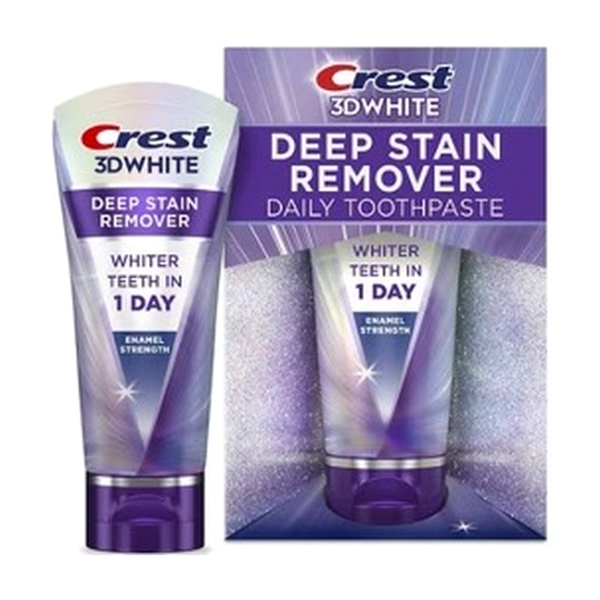 Crest
3DWHITE
DEEP STAIN
REMOVER
WHITER
TEETH IN
1 DAY
ENAMEL
STRENGTH
Crest
3DWHITE
DEEP STAIN
REMOVER
DAILY TOOTHPASTE
WHITER
TEETH IN
1 DAY
ENAMEL
STRENGTH